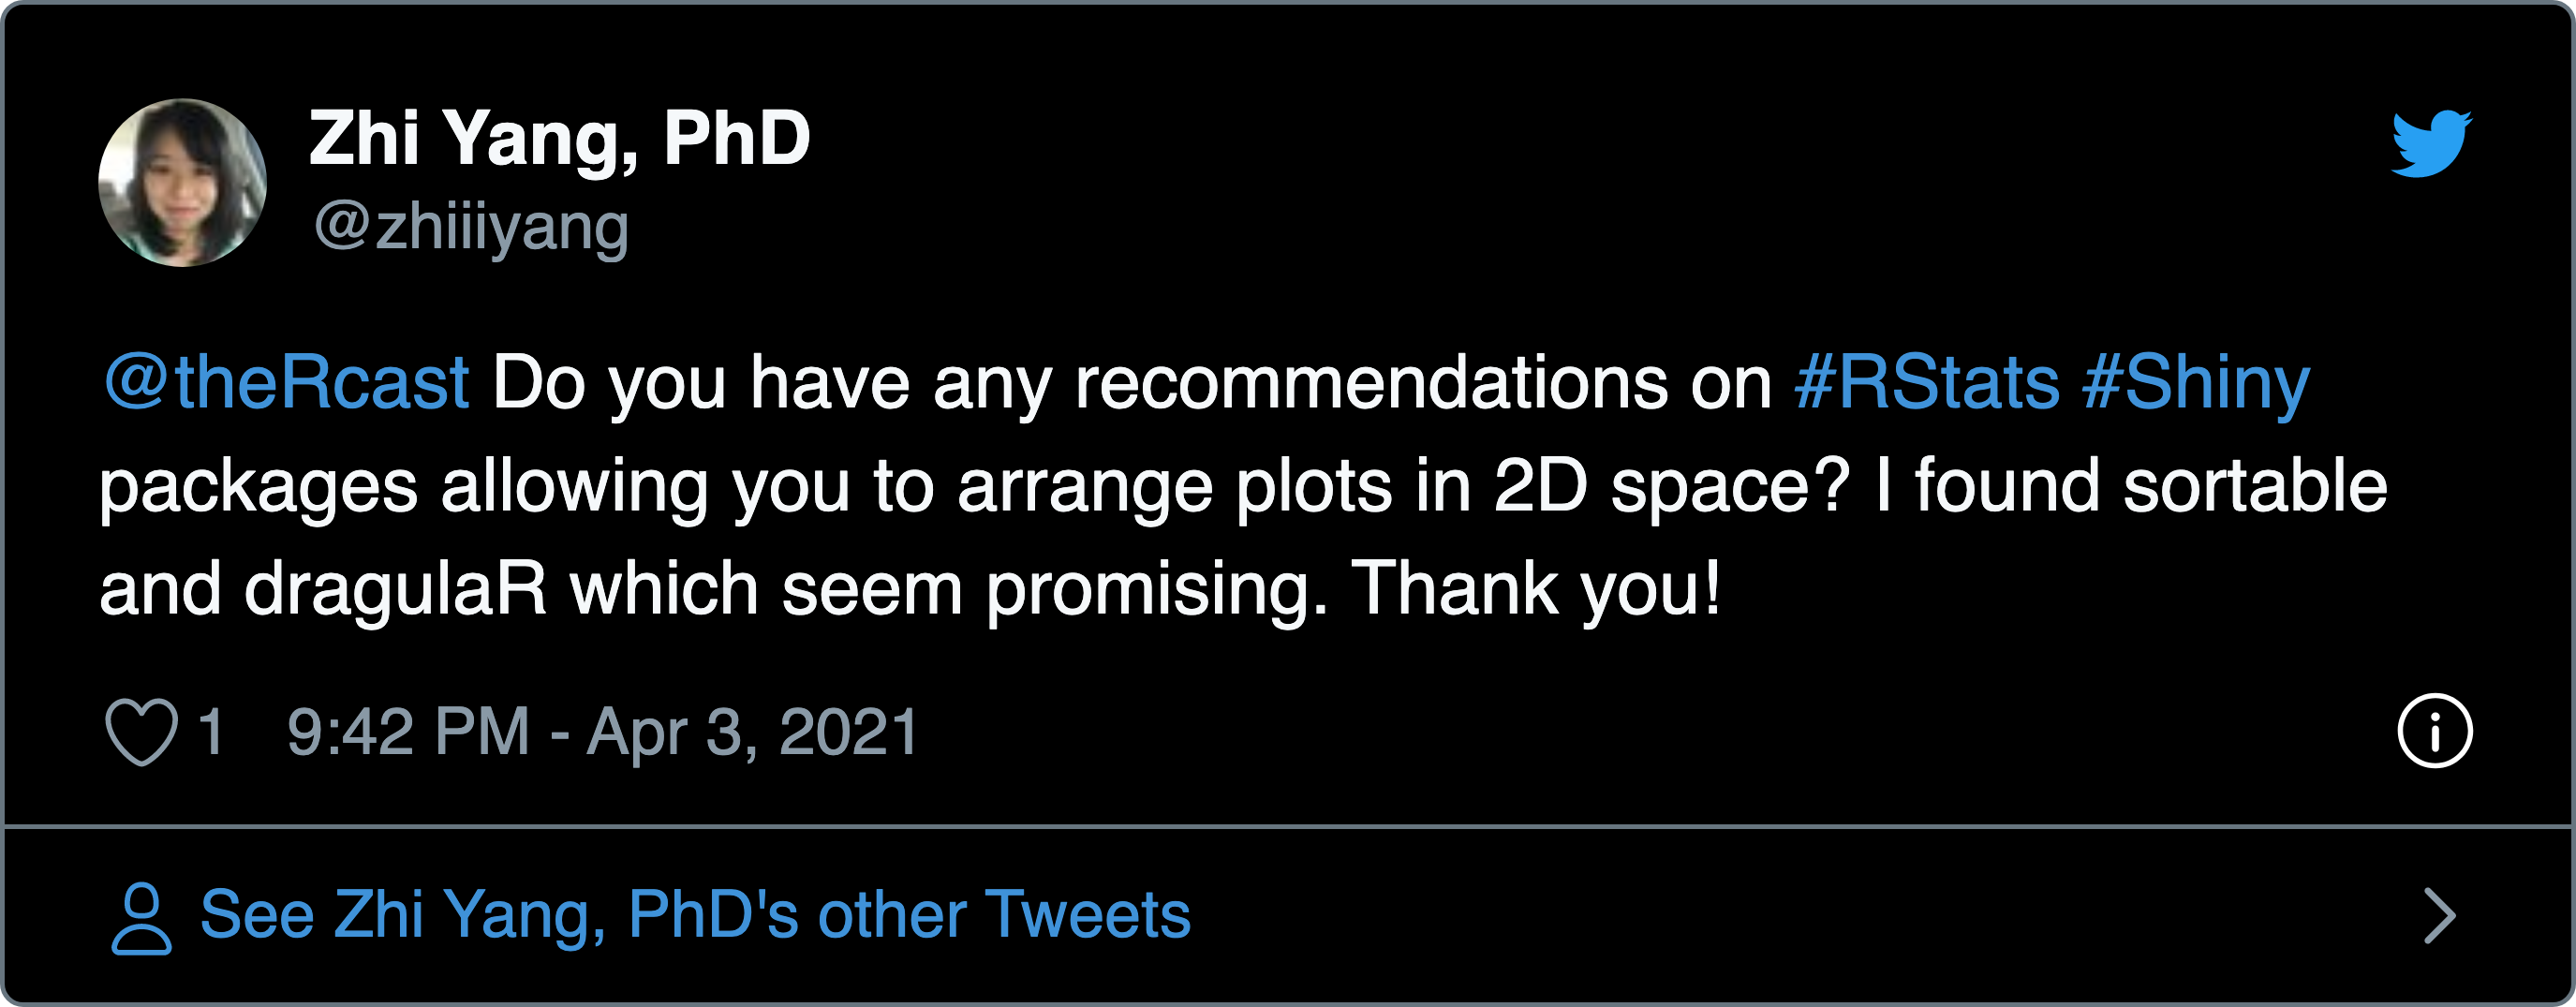 Zhi Yang, PhD
@zhiiiyang
@theRcast Do you have any recommendations on #RStats #Shiny
packages allowing you to arrange plots in 2D space? I found sortable
and dragulaR which seem promising. Thank you!
1 9:42 PM - Apr 3, 2021
See Zhi Yang, PhD's other Tweets